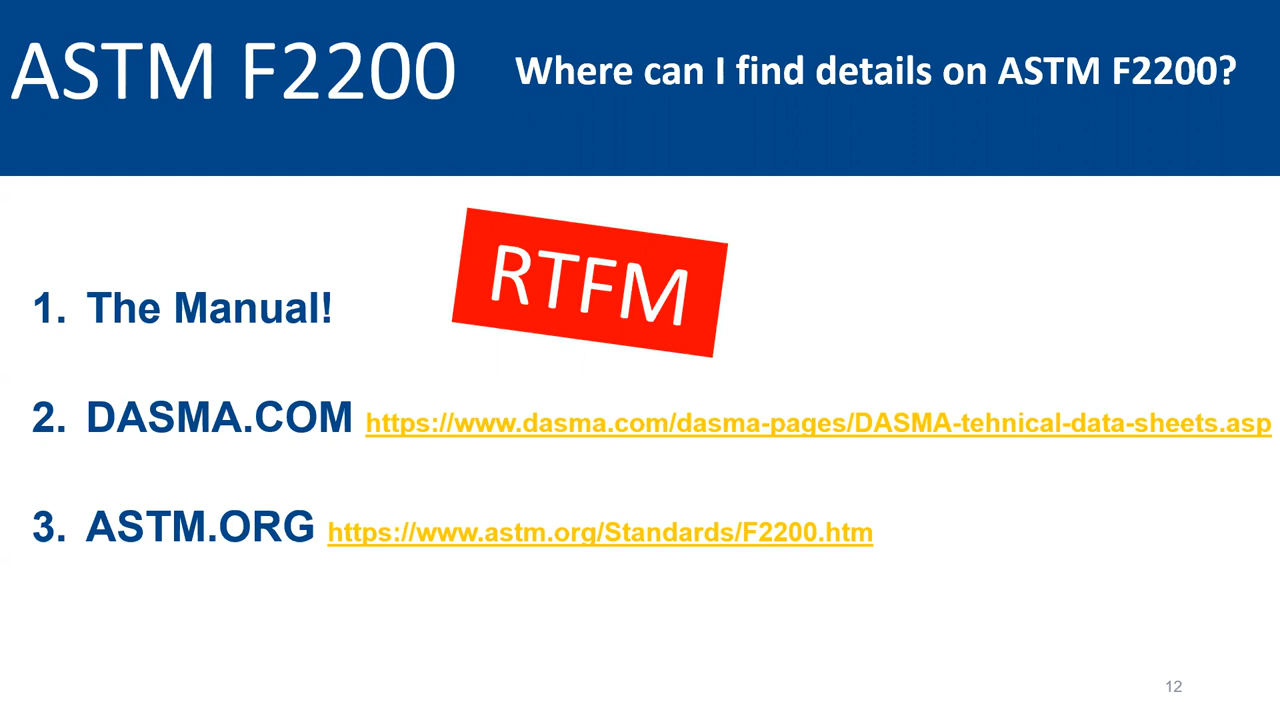 ASTM F2200
Where can I find details on ASTM F2200?
RTFM
1. The Manual!
2. DASMA.COM https://www.dasma.com/dasma-pages/DASMA-tehnical-data-sheets.asp
3. ASTM.ORG https://www.astm.org/Standards/F2200.htm
12